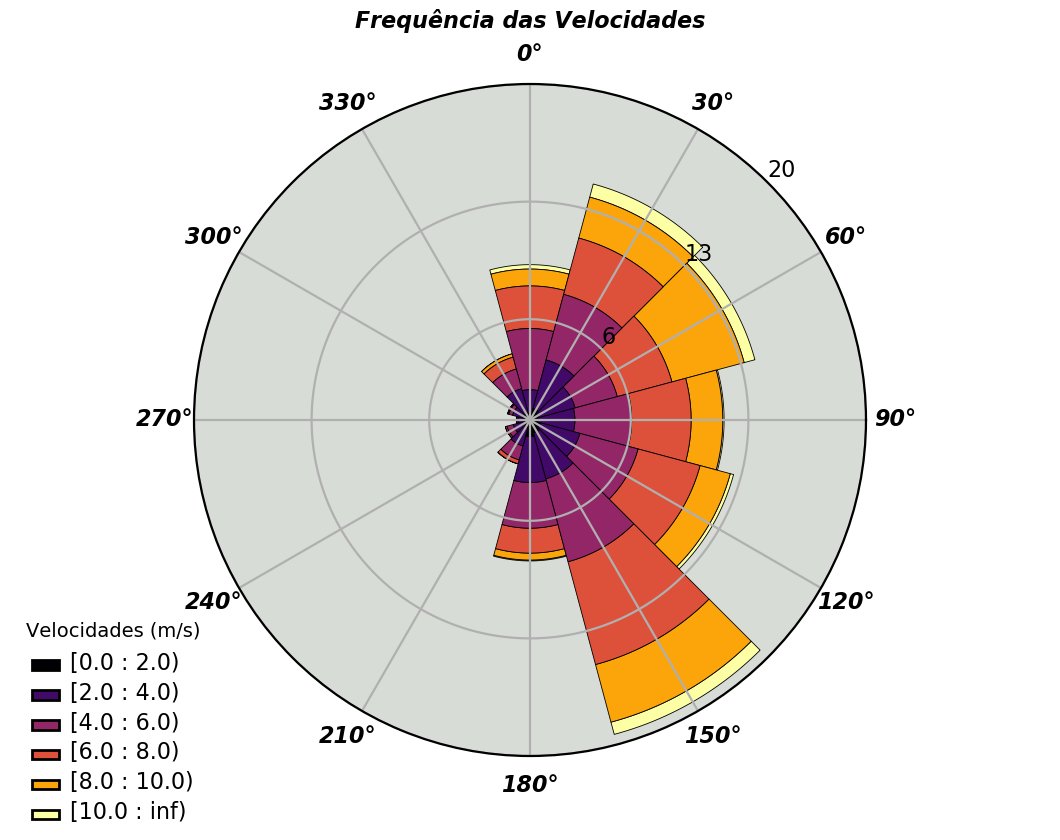 Frequência das Velocidades
0°
330°
30°
20
300°
60°
13
6
270°
90°
240°
120°
210°
150°
180°
Velocidades (m/s)
[0.0 : 2.0)
[2.0 : 4.0)
[4.0 : 6.0)
[6.0 : 8.0)
[8.0 : 10.0)
[10.0 : inf)